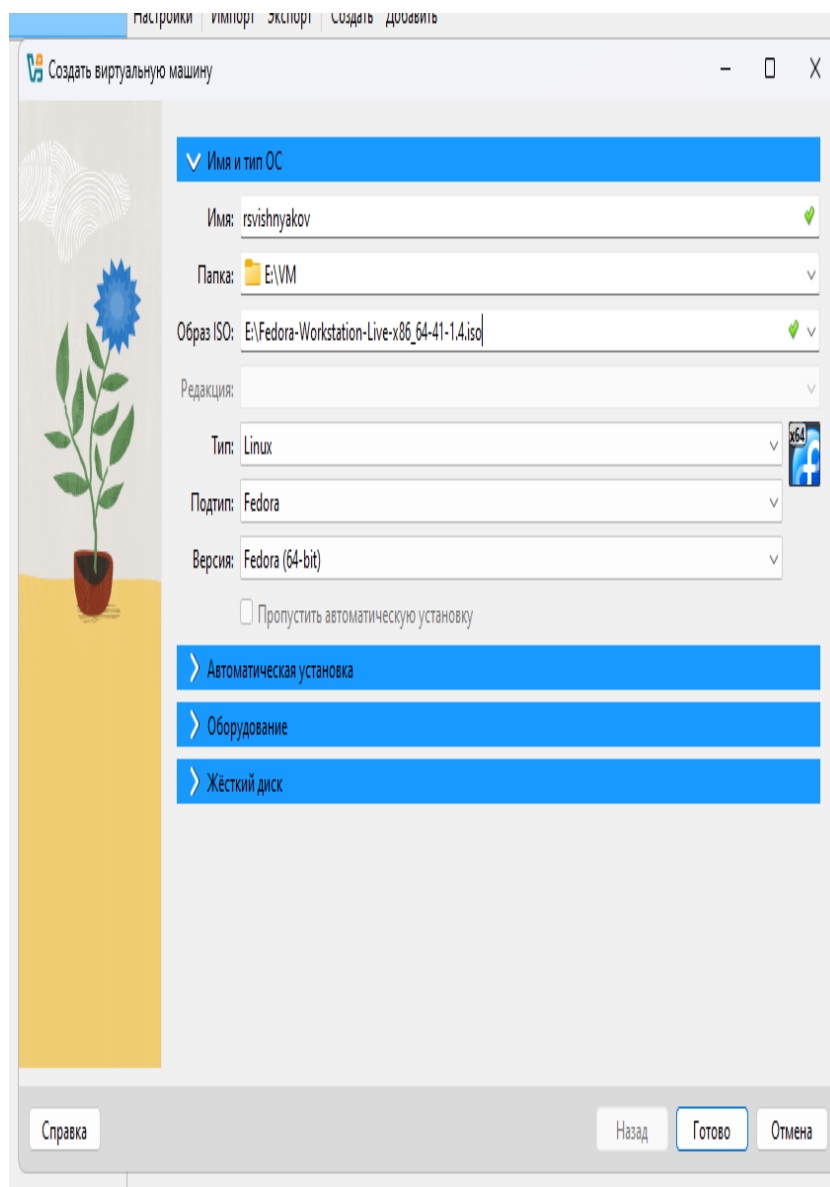 Настройки Импорт Экспорт Создать Добавить
Создать виртуальную машину
Имя и тип ОС
Имя: rsvishnyakov
Папка: E:\VM
Образ ISO: E:\Fedora-Workstation-Live-x86_64-41-1.4.iso
Редакция:
Тип: Linux
x64
Подтип: Fedora
Версия: Fedora (64-bit)
Пропустить автоматическую установку
Автоматическая установка
Оборудование
Жёсткий диск
Справка Назад Готово Отмена